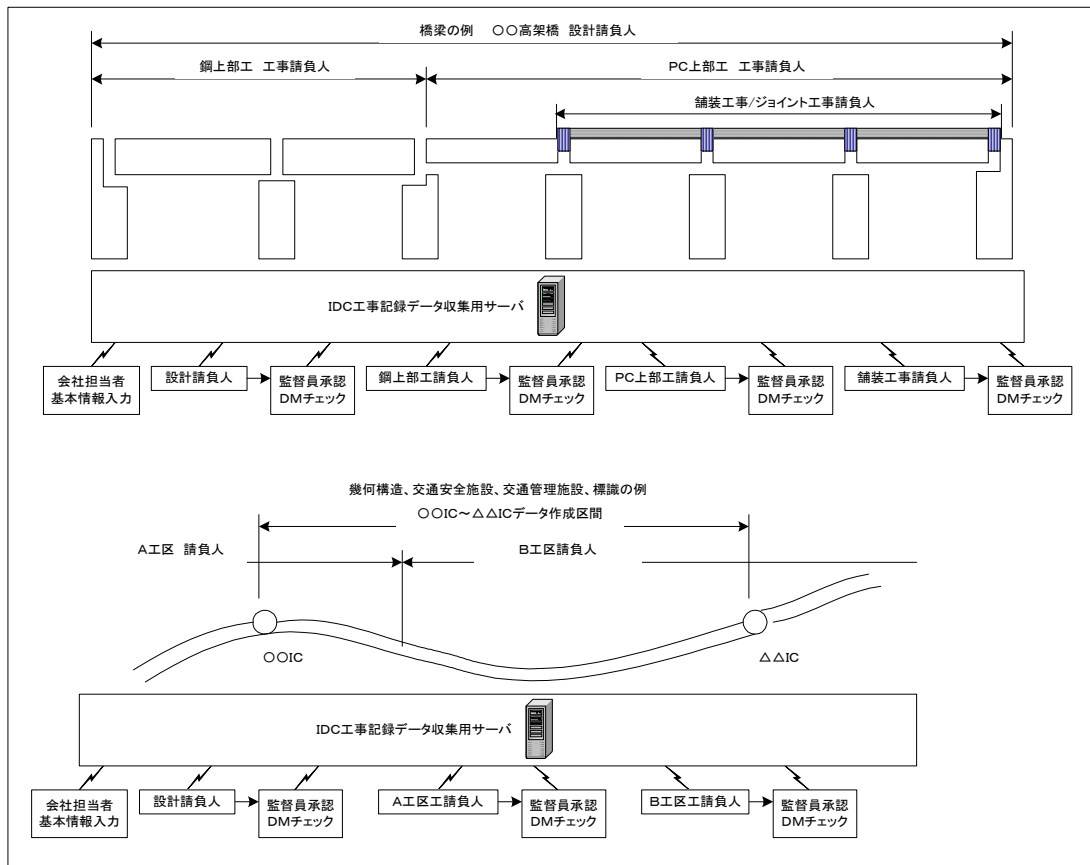 橋梁の例　○○高架橋 設計請負人
鋼上部工 工事請負人
PC上部工 工事請負人
舗装工事/ジョイント工事請負人
IDC工事記録データ収集用サーバ
会社担当者
基本情報入力
設計請負人
監督員承認
DMチェック
鋼上部工請負人
監督員承認
DMチェック
PC上部工請負人
監督員承認
DMチェック
舗装工事請負人
監督員承認
DMチェック
幾何構造、交通安全施設、交通管理施設、標識の例
○○IC～△△ICデータ作成区間
A工区 請負人
B工区請負人
○○IC
△△IC
IDC工事記録データ収集用サーバ
会社担当者
基本情報入力
設計請負人
監督員承認
DMチェック
A工区工請負人
監督員承認
DMチェック
B工区工請負人
監督員承認
DMチェック